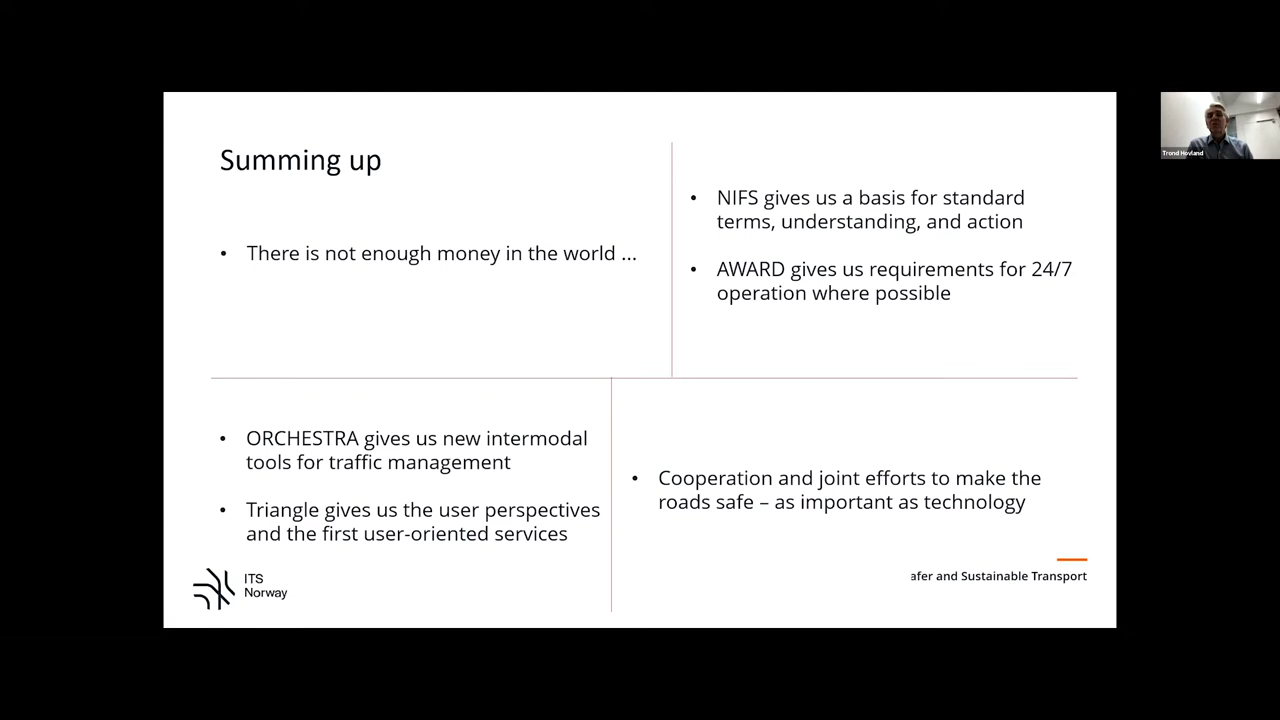 Summing up
• There is not enough money in the world ...
• NIFS gives us a basis for standard
terms, understanding, and action
• AWARD gives us requirements for 24/7
operation where possible
• ORCHESTRA gives us new intermodal
tools for traffic management
• Triangle gives us the user perspectives
and the first user-oriented services
• Cooperation and joint efforts to make the
roads safe – as important as technology
ITS
Norway
afer and Sustainable Transport
Trond Hovland